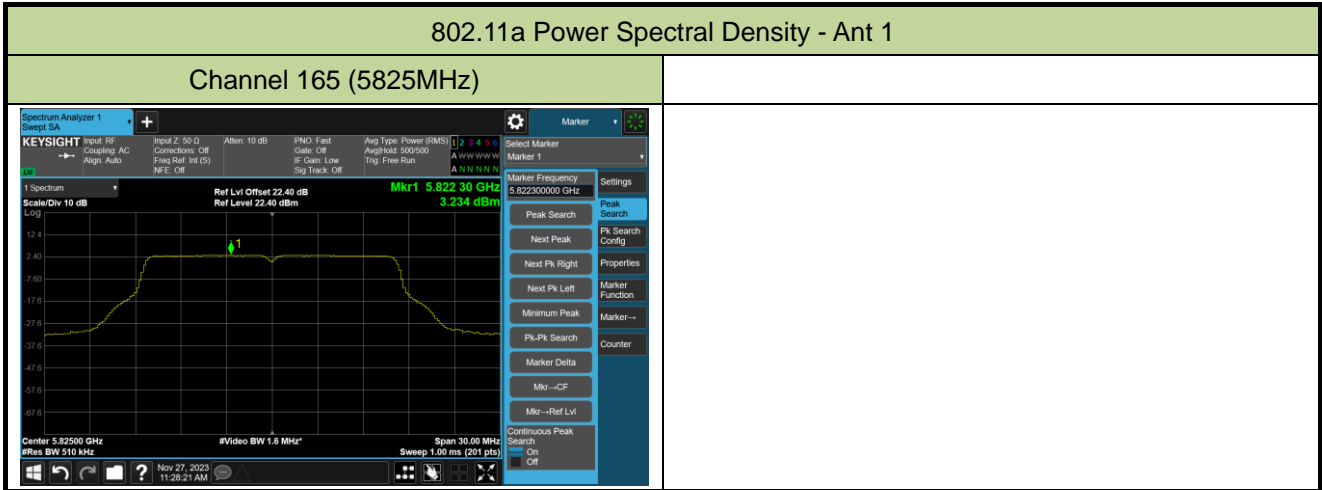 802.11a Power Spectral Density - Ant 1
Channel 165 (5825MHz)
Spectrum Analyzer 1
Swept SA
Marker
KEYSIGHT
Input: RF
Coupling: AC
Align: Auto
Input Z: 50 Ω
Corrections: Off
Freq Ref: Int (S)
NFE: Off
Atten: 10 dB
PNO: Fast
Gate: Off
IF Gain: Low
Sig Track: Off
Avg Type: Power (RMS)
Avg|Hold: 500/500
Trig: Free Run
1 2 3 4 5 6
A W W W W W
A N N N N N
Select Marker
Marker 1
1 Spectrum
Scale/Div 10 dB
Log
Ref Lvl Offset 22.40 dB
Ref Level 22.40 dBm
Mkr1 5.822 30 GHz
3.234 dBm
12.4
2.40
-7.60
-17.6
-27.6
-37.6
-47.6
-57.6
-67.6
1
Center 5.82500 GHz
#Res BW 510 kHz
#Video BW 1.6 MHz*
Span 30.00 MHz
Sweep 1.00 ms (201 pts)
Marker Frequency
5.822300000 GHz
Peak Search
Next Peak
Next Pk Right
Next Pk Left
Minimum Peak
Pk-Pk Search
Marker Delta
Mkr→CF
Mkr→Ref Lvl
Continuous Peak
Search
On
Off
Settings
Peak
Search
Pk Search
Config
Properties
Marker
Function
Marker→
Counter
?
Nov 27, 2023
11:28:21 AM